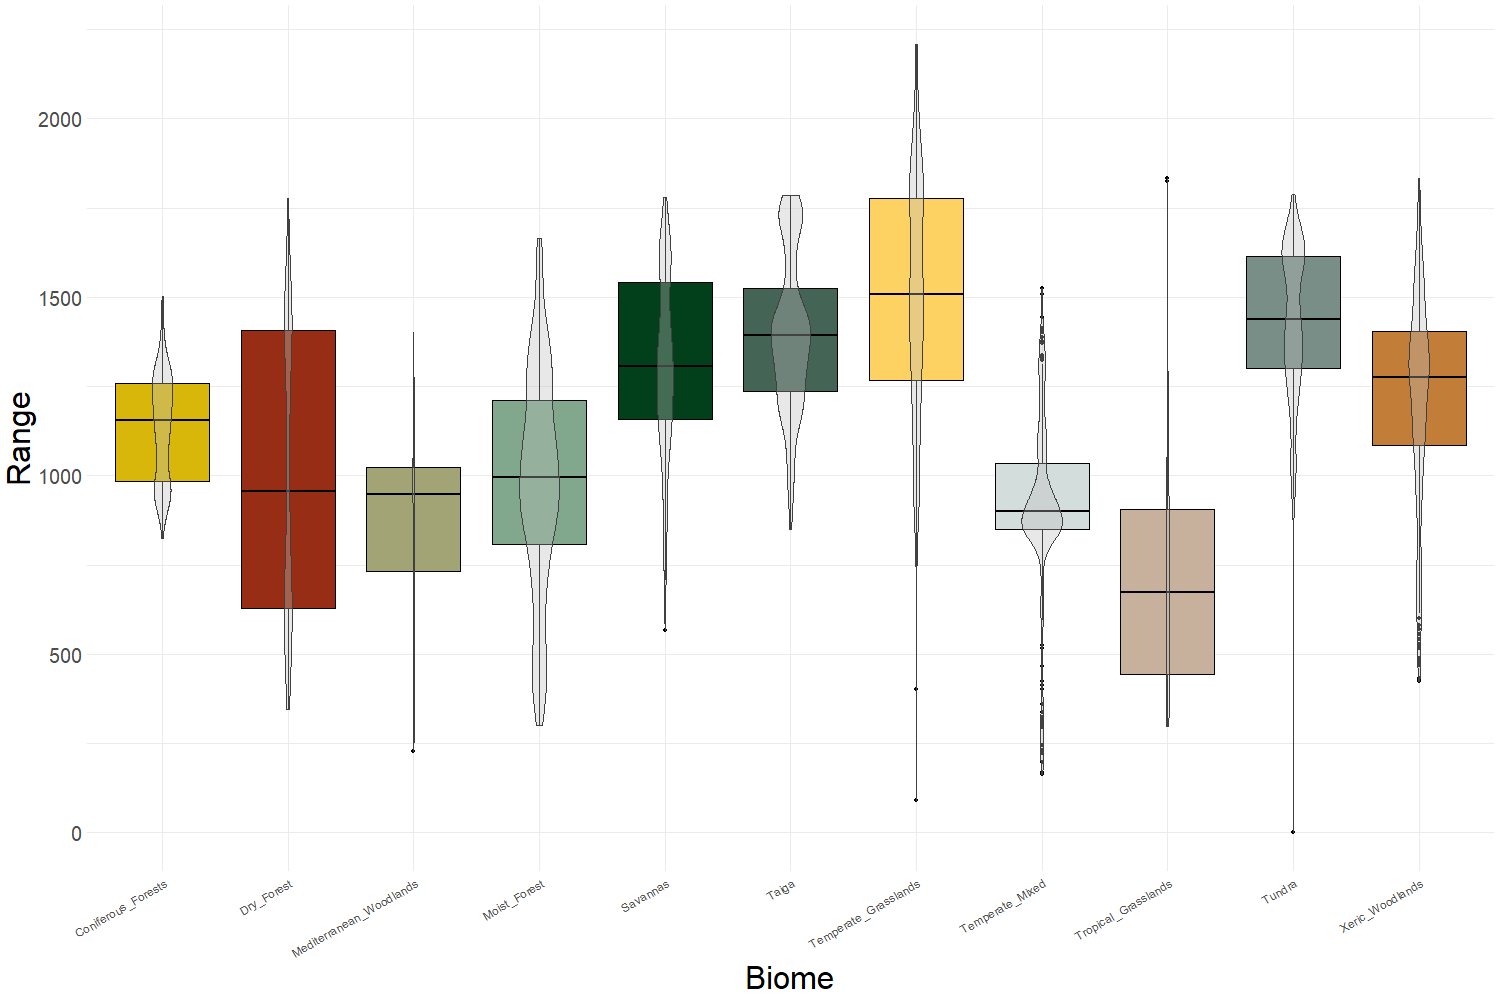 Range
2000
1500
1000
500
0
Coniferous_Forests
Dry_Forest
Mediterranean_Woodlands
Moist_Forest
Savannas
Taiga
Temperate_Grasslands
Temperate_Mixed
Tropical_Grasslands
Tundra
Xeric_Woodlands
Biome